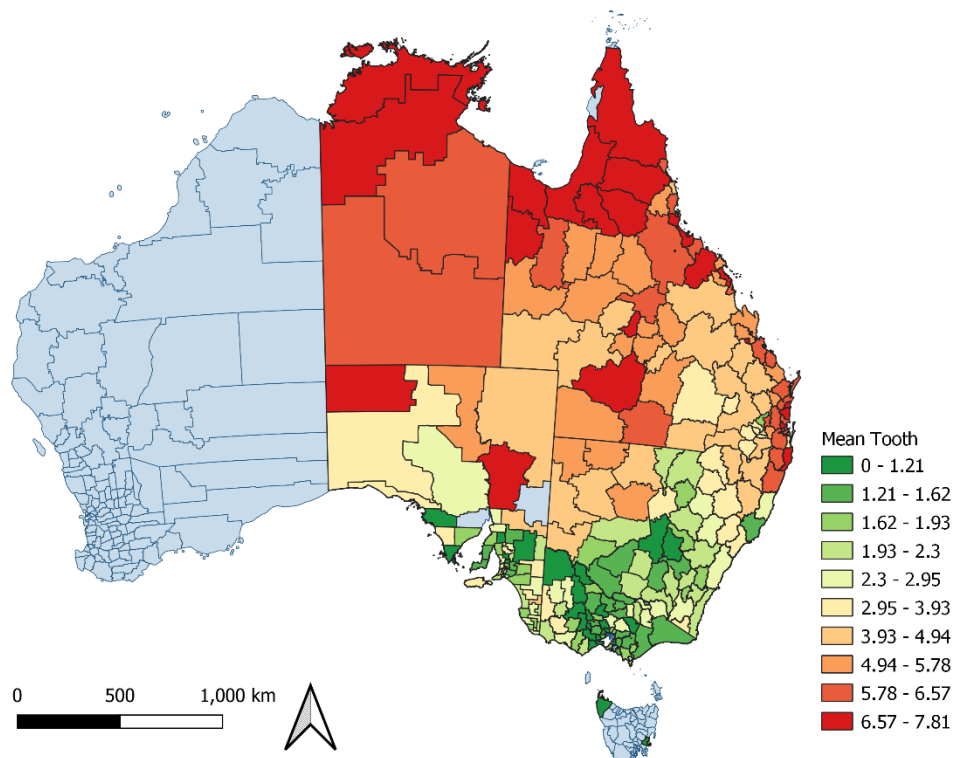 Mean Tooth
0 - 1.21
1.21 - 1.62
1.62 - 1.93
1.93 - 2.3
2.3 - 2.95
2.95 - 3.93
3.93 - 4.94
4.94 - 5.78
5.78 - 6.57
6.57 - 7.81
0 500 1,000 km